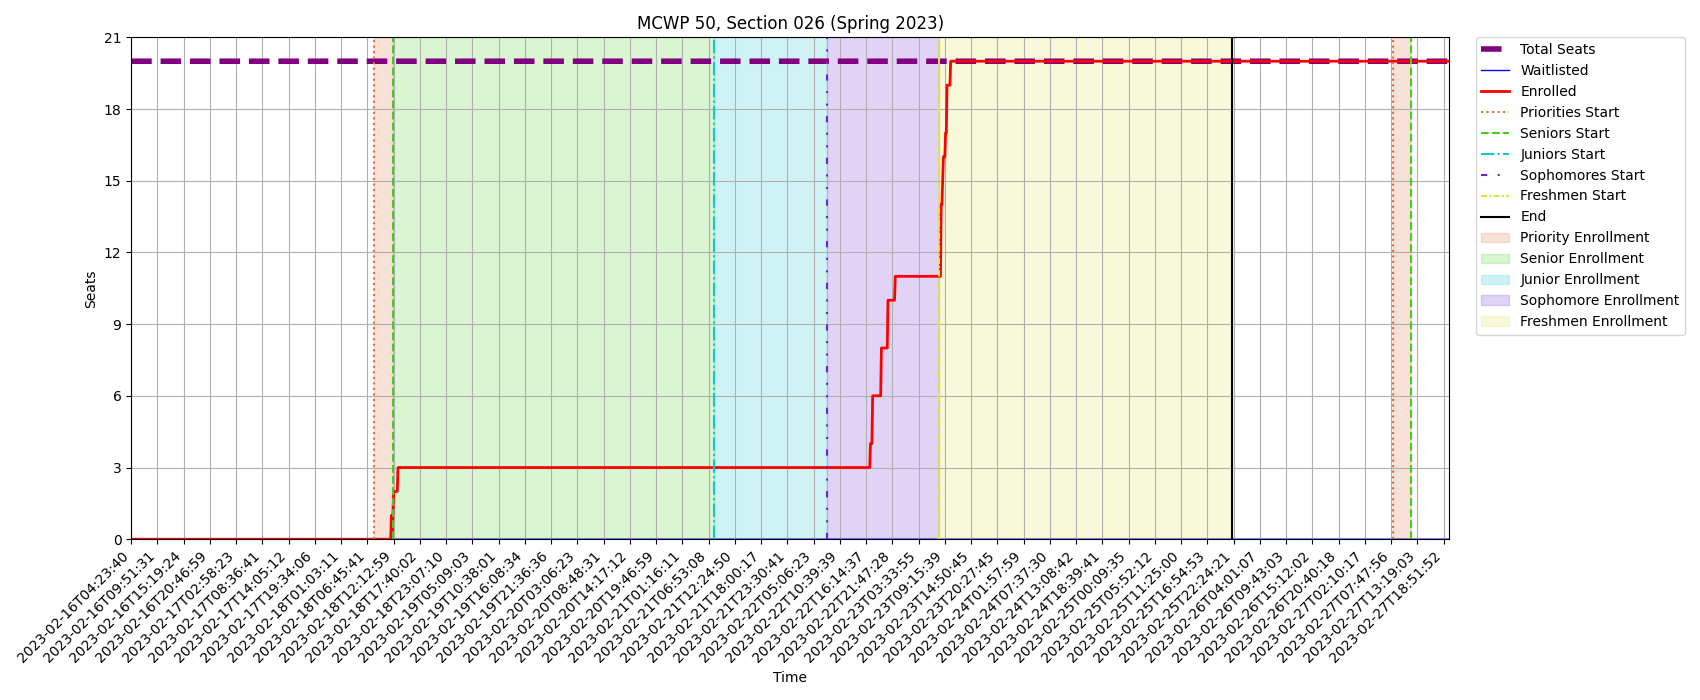 MCWP 50, Section 026 (Spring 2023)
21
18
15
12
9
6
3
0
Seats
2023-02-16T04:23:40
2023-02-16T09:51:31
2023-02-16T15:19:24
2023-02-16T20:46:59
2023-02-17T02:58:23
2023-02-17T08:36:41
2023-02-17T14:05:12
2023-02-17T19:34:06
2023-02-18T01:03:11
2023-02-18T06:45:41
2023-02-18T12:12:59
2023-02-18T17:40:02
2023-02-18T23:07:10
2023-02-19T05:09:03
2023-02-19T10:38:01
2023-02-19T16:08:34
2023-02-19T21:36:36
2023-02-20T03:06:23
2023-02-20T08:48:31
2023-02-20T14:17:12
2023-02-20T19:46:59
2023-02-21T01:16:11
2023-02-21T06:53:08
2023-02-21T12:24:50
2023-02-21T18:00:17
2023-02-21T23:30:41
2023-02-22T05:06:23
2023-02-22T10:39:39
2023-02-22T16:14:37
2023-02-22T21:47:28
2023-02-23T03:33:55
2023-02-23T09:15:39
2023-02-23T14:50:45
2023-02-23T20:27:45
2023-02-24T01:57:59
2023-02-24T07:37:30
2023-02-24T13:08:42
2023-02-24T18:39:41
2023-02-25T00:09:35
2023-02-25T05:52:12
2023-02-25T11:25:00
2023-02-25T16:54:53
2023-02-25T22:24:21
2023-02-26T04:01:07
2023-02-26T09:43:03
2023-02-26T15:12:02
2023-02-26T20:40:18
2023-02-27T02:10:17
2023-02-27T07:47:56
2023-02-27T13:19:03
2023-02-27T18:51:52
Time
Total Seats
Waitlisted
Enrolled
Priorities Start
Seniors Start
Juniors Start
Sophomores Start
Freshmen Start
End
Priority Enrollment
Senior Enrollment
Junior Enrollment
Sophomore Enrollment
Freshmen Enrollment